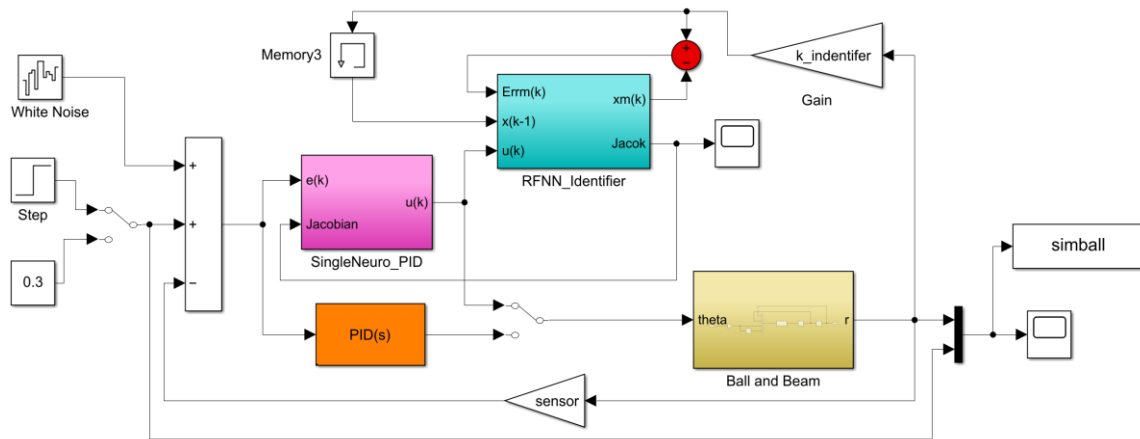 Memory3
k_indentifer
Gain
White Noise
Errm(k)
x(k-1)
u(k)
xm(k)
Jacok
RFNN_Identifier
Step
0.3
+
+
−
e(k)
Jacobian
u(k)
SingleNeuro_PID
+
−
PID(s)
theta
r
Ball and Beam
simball
sensor